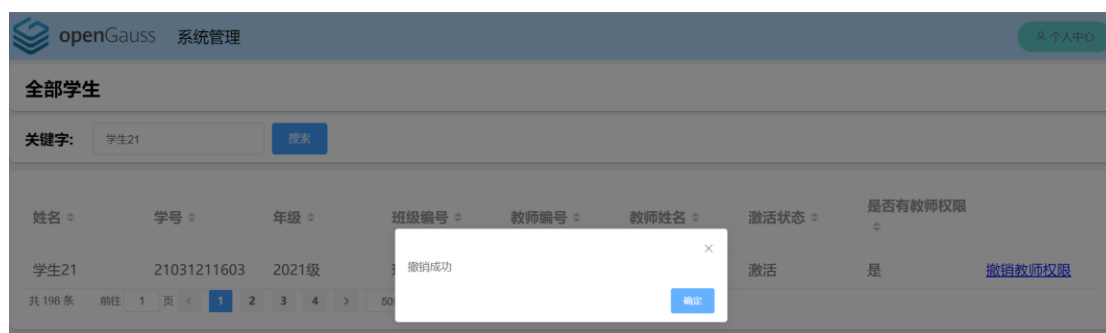 openGauss 系统管理 个人中心
全部学生
关键字: 学生21 搜索
姓名 学号 年级 班级编号 教师编号 教师姓名 激活状态 是否有教师权限
撤销成功
学生21 21031211603 2021级 激活 是 撤销教师权限
共 198 条 前往 1 页 1 2 3 4 50
确定